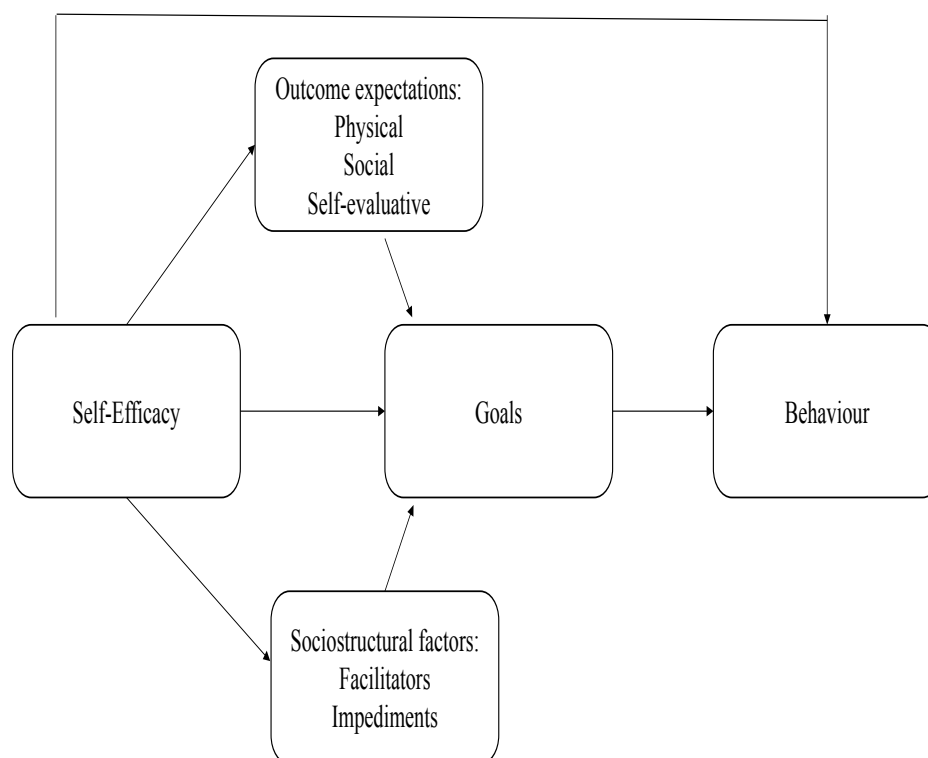 Outcome expectations:
Physical
Social
Self-evaluative
Self-Efficacy
Goals
Behaviour
Sociostructural factors:
Facilitators
Impediments